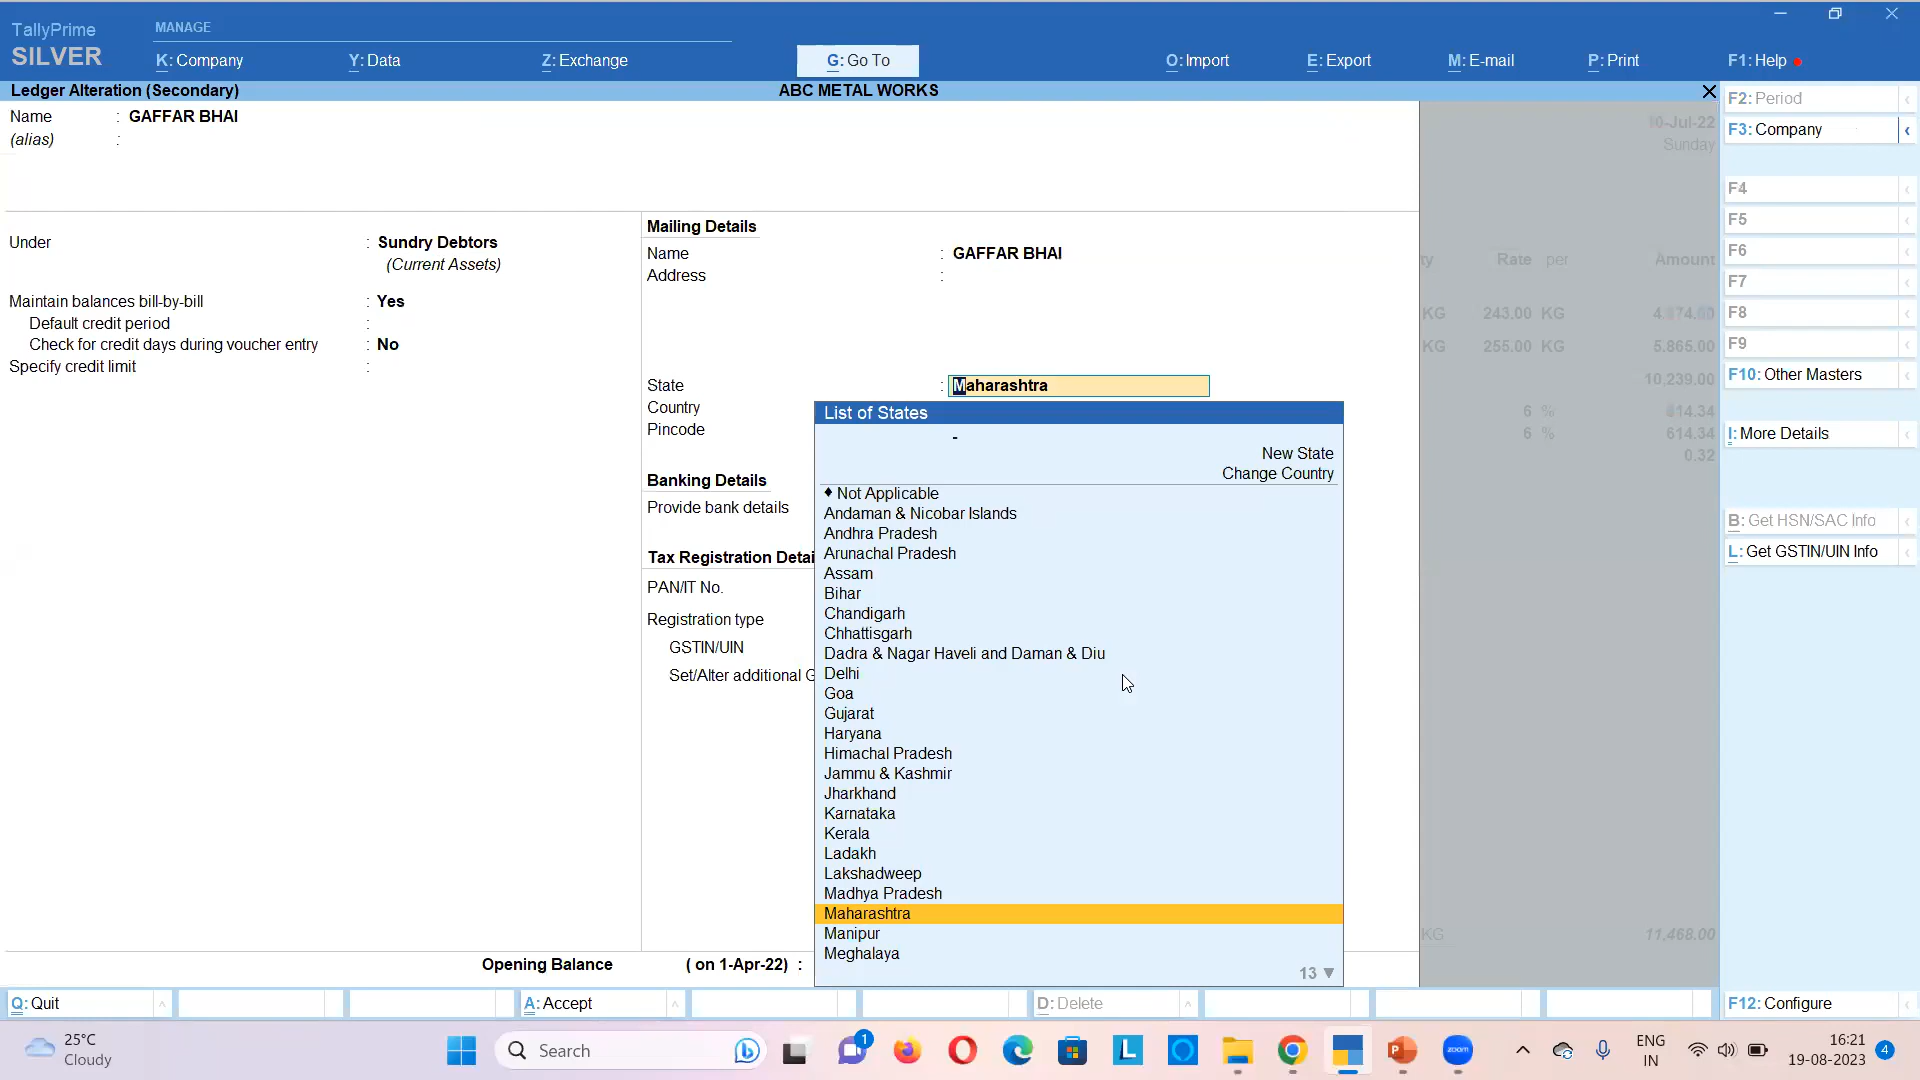 TallyPrime
SILVER
MANAGE
K: Company
Y: Data
Z: Exchange
G: Go To
O: Import
E: Export
M: E-mail
P: Print
F1: Help
Ledger Alteration (Secondary)
ABC METAL WORKS
Name : GAFFAR BHAI
(alias) :
Under : Sundry Debtors
(Current Assets)
Maintain balances bill-by-bill : Yes
Default credit period :
Check for credit days during voucher entry : No
Specify credit limit :
Mailing Details
Name : GAFFAR BHAI
Address :
State : Maharashtra
Country
Pincode
Banking Details
Provide bank details
Tax Registration Detai
PAN/IT No.
Registration type
GSTIN/UIN
Set/Alter additional G
List of States
-
New State
Change Country
♦ Not Applicable
Andaman & Nicobar Islands
Andhra Pradesh
Arunachal Pradesh
Assam
Bihar
Chandigarh
Chhattisgarh
Dadra & Nagar Haveli and Daman & Diu
Delhi
Goa
Gujarat
Haryana
Himachal Pradesh
Jammu & Kashmir
Jharkhand
Karnataka
Kerala
Ladakh
Lakshadweep
Madhya Pradesh
Maharashtra
Manipur
Meghalaya
13 ▼
Opening Balance ( on 1-Apr-22) :
0-Jul-22
Sunday
ty Rate per Amount
KG 243.00 KG
KG 255.00 KG 5,865.00
10,239.00
6 % 614.34
6 % 614.34
0.32
KG 11,468.00
F2: Period
F3: Company
F4
F5
F6
F7
F8
F9
F10: Other Masters
I: More Details
B: Get HSN/SAC Info
L: Get GSTIN/UIN Info
F12: Configure
Q: Quit
A: Accept
D: Delete
25°C
Cloudy
Search
1
L
zoom
ENG
IN
16:21
19-08-2023
4